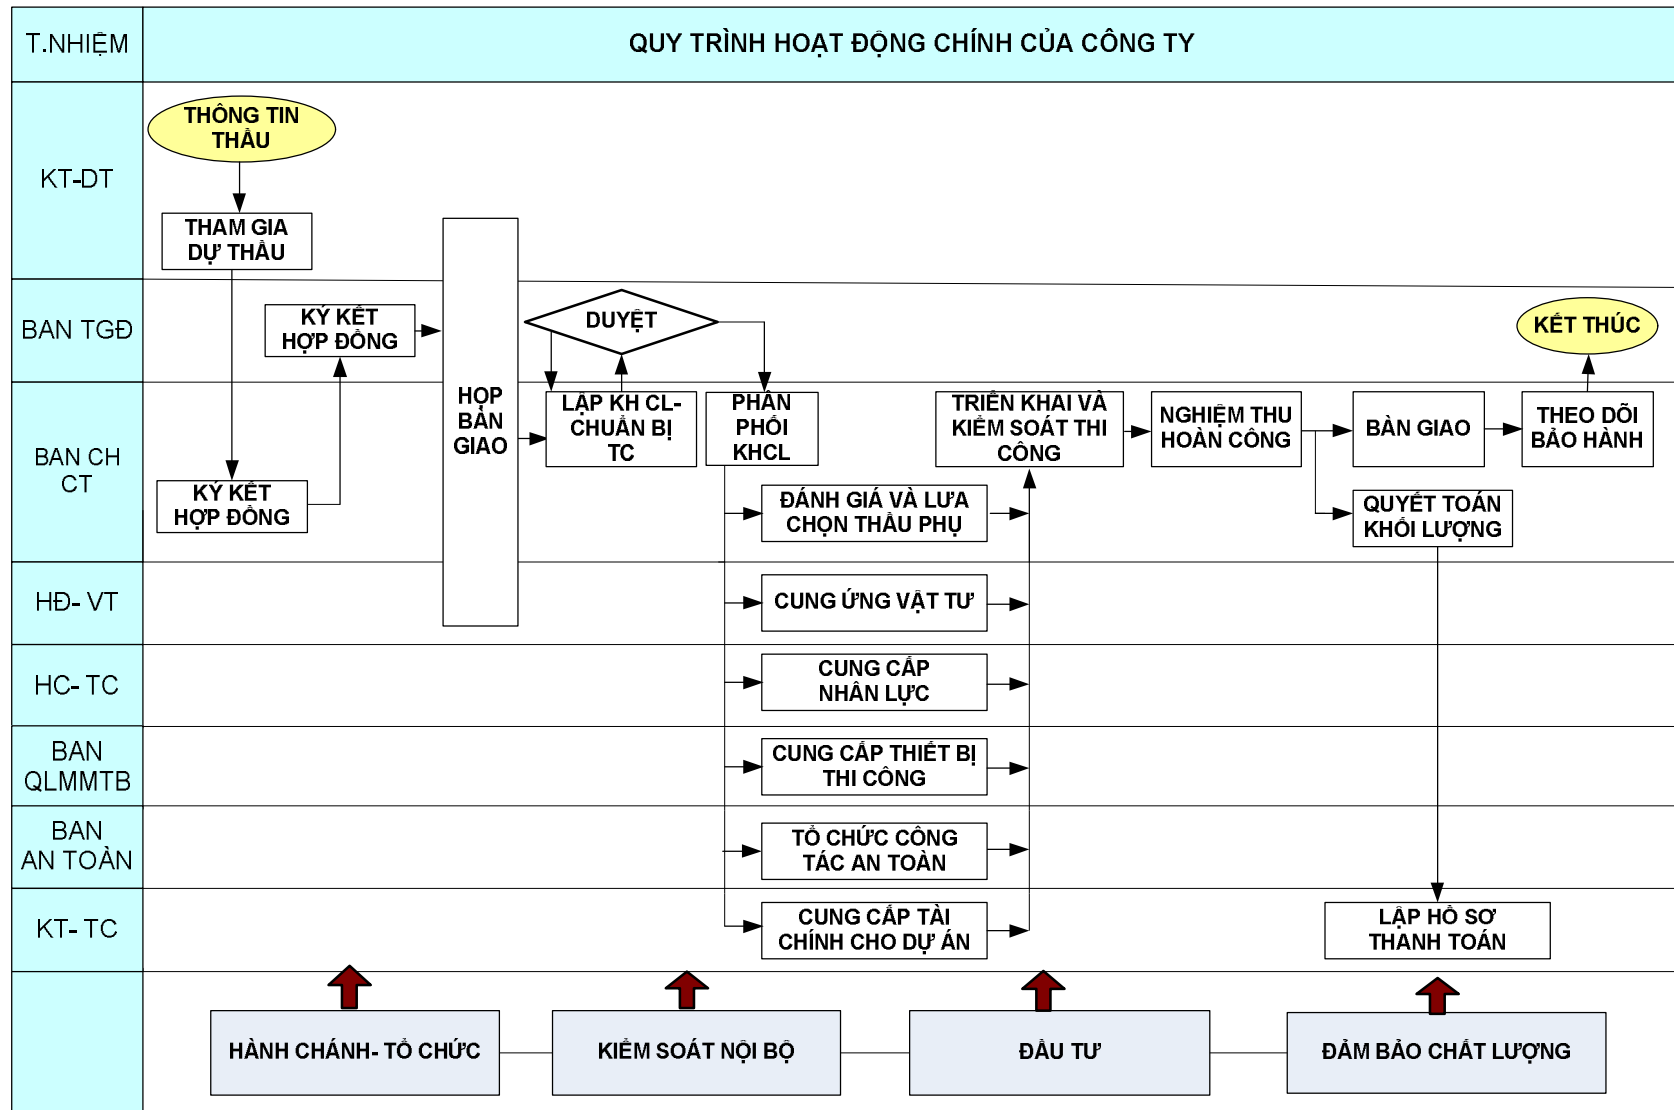 T.NHIỆM
QUY TRÌNH HOẠT ĐỘNG CHÍNH CỦA CÔNG TY
KT-DT
THÔNG TIN
THẦU
THAM GIA
DỰ THẦU
BAN TGĐ
KÝ KẾT
HỢP ĐỒNG
DUYỆT
KẾT THÚC
BAN CH
CT
KÝ KẾT
HỢP ĐỒNG
HỌP
BÀN
GIAO
LẬP KH CL-
CHUẨN BỊ
TC
PHÂN
PHỐI
KHCL
TRIỂN KHAI VÀ
KIỂM SOÁT THI
CÔNG
NGHIỆM THU
HOÀN CÔNG
BÀN GIAO
THEO DÕI
BẢO HÀNH
ĐÁNH GIÁ VÀ LƯA
CHỌN THẦU PHỤ
QUYẾT TOÁN
KHỐI LƯỢNG
HĐ- VT
CUNG ỨNG VẬT TƯ
HC- TC
CUNG CẤP
NHÂN LỰC
BAN
QLMMTB
CUNG CẤP THIẾT BỊ
THI CÔNG
BAN
AN TOÀN
TỔ CHỨC CÔNG
TÁC AN TOÀN
KT- TC
CUNG CẤP TÀI
CHÍNH CHO DỰ ÁN
LẬP HỒ SƠ
THANH TOÁN
HÀNH CHÁNH- TỔ CHỨC
KIỂM SOÁT NỘI BỘ
ĐẦU TƯ
ĐẢM BẢO CHẤT LƯỢNG